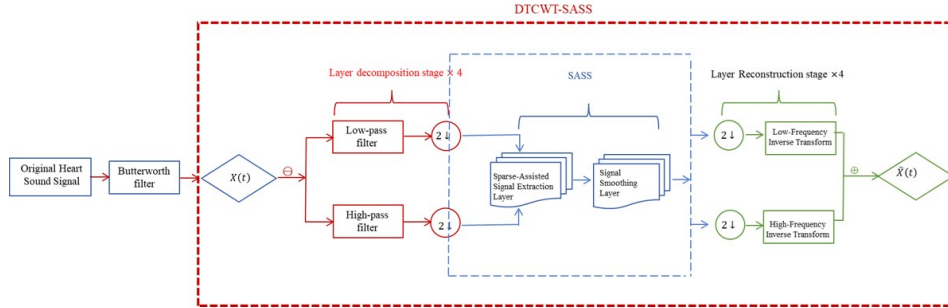 DTCWT-SASS
Layer decomposition stage × 4
SASS
Layer Reconstruction stage ×4
Original Heart
Sound Signal
Butterworth
filter
X(t)
⊖
Low-pass
filter
2↓
High-pass
filter
2↓
Sparse-Assisted
Signal Extraction
Layer
Signal
Smoothing
Layer
2↓
Low-Frequency
Inverse Transform
2↓
High-Frequency
Inverse Transform
⊕
X̃(t)